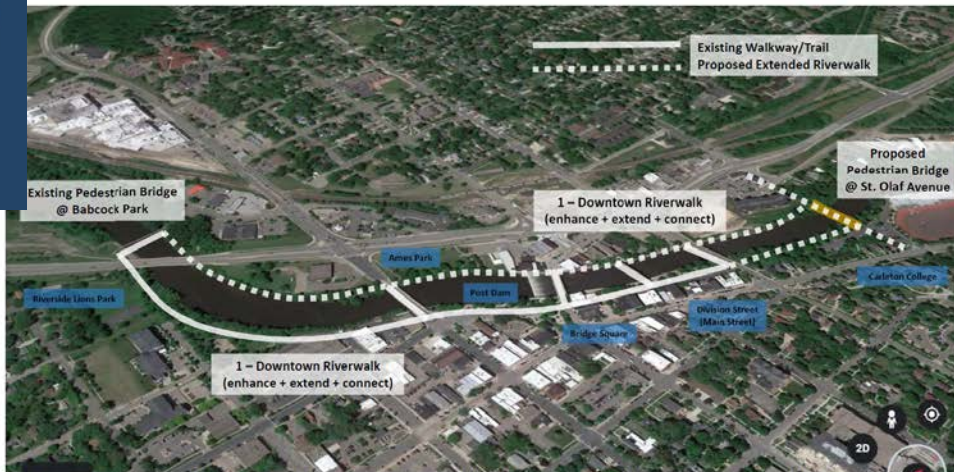 Existing Walkway/Trail
Proposed Extended Riverwalk
Proposed
Pedestrian Bridge
@ St. Olaf Avenue
Existing Pedestrian Bridge
@ Babcock Park
1 – Downtown Riverwalk
(enhance + extend + connect)
Ames Park
Carleton College
Riverside Lions Park
Post Dam
Division Street
(Main Street)
Bridge Square
1 – Downtown Riverwalk
(enhance + extend + connect)
2D